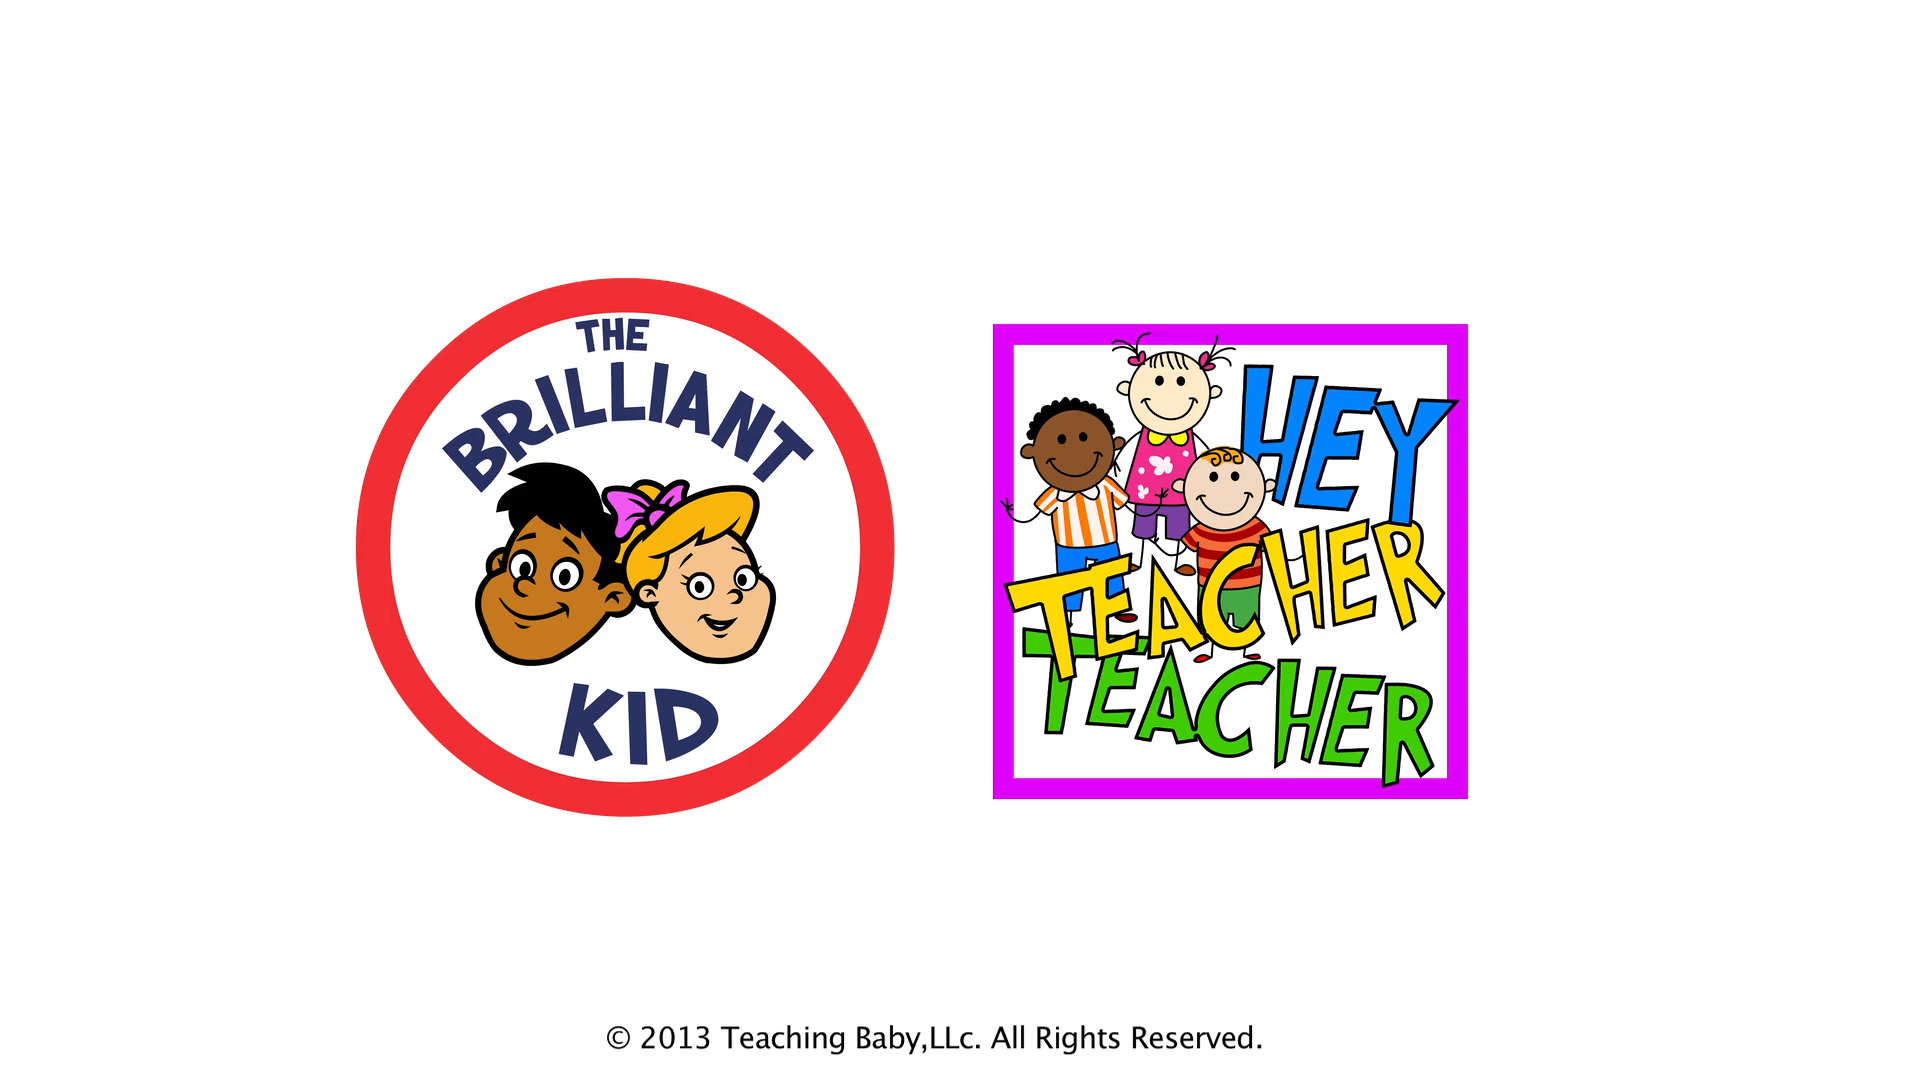 THE
BRILLIANT
KID
HEY
TEACHER
TEACHER
© 2013 Teaching Baby,LLc. All Rights Reserved.